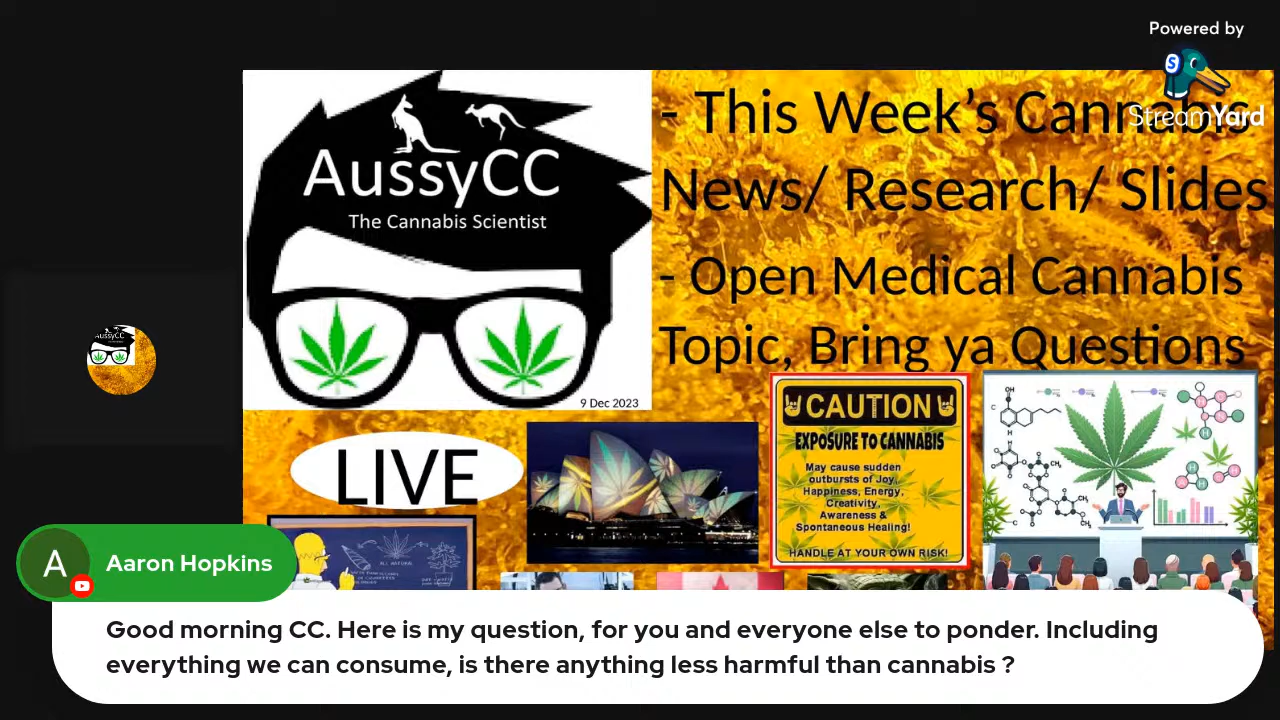 Powered by
StreamYard
- This Week's Cannabis
News/ Research/ Slides
- Open Medical Cannabis
Topic, Bring ya Questions
AussyCC
The Cannabis Scientist
9 Dec 2023
LIVE
CAUTION
EXPOSURE TO CANNABIS
May cause sudden
outbursts of Joy,
Happiness, Energy,
Creativity,
Awareness &
Spontaneous Healing!
HANDLE AT YOUR OWN RISK!
A
Aaron Hopkins
Good morning CC. Here is my question, for you and everyone else to ponder. Including
everything we can consume, is there anything less harmful than cannabis ?